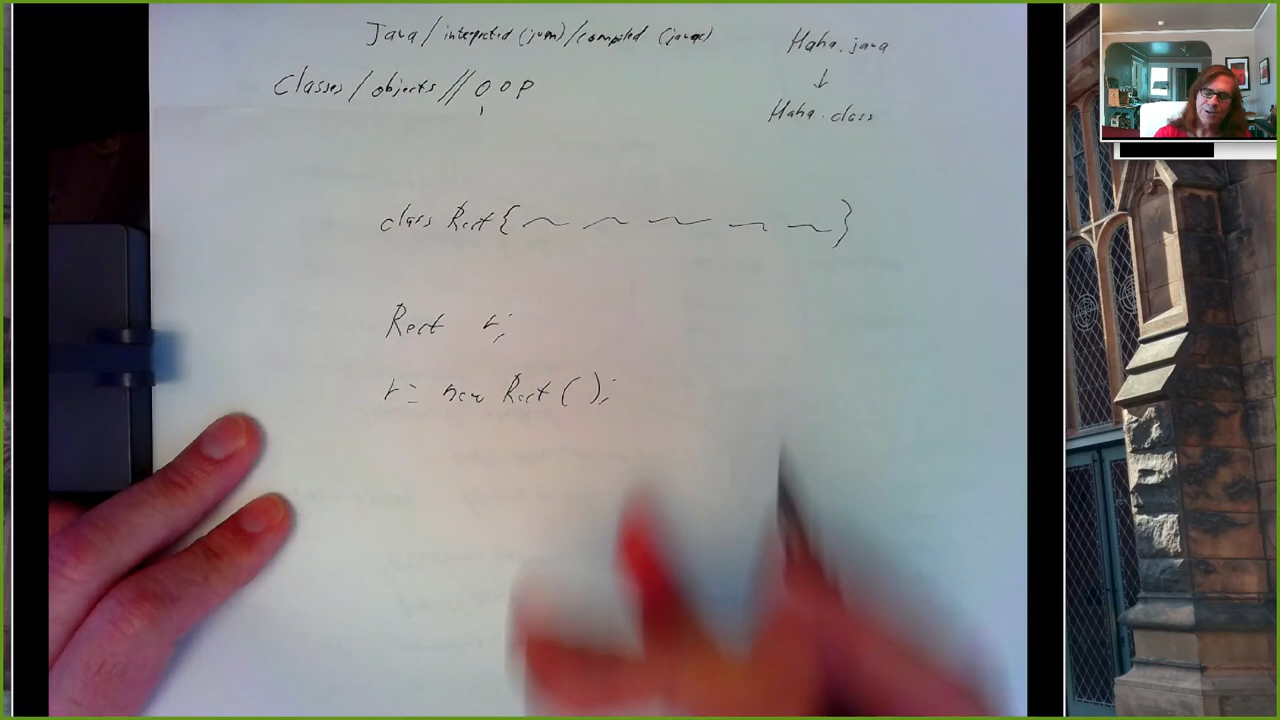 Java / interpreted (jvm) / compiled (javac)
Haha.java
↓
Haha.class
Classes / objects // OOP
class Rect { }
Rect r;
r = new Rect ( );